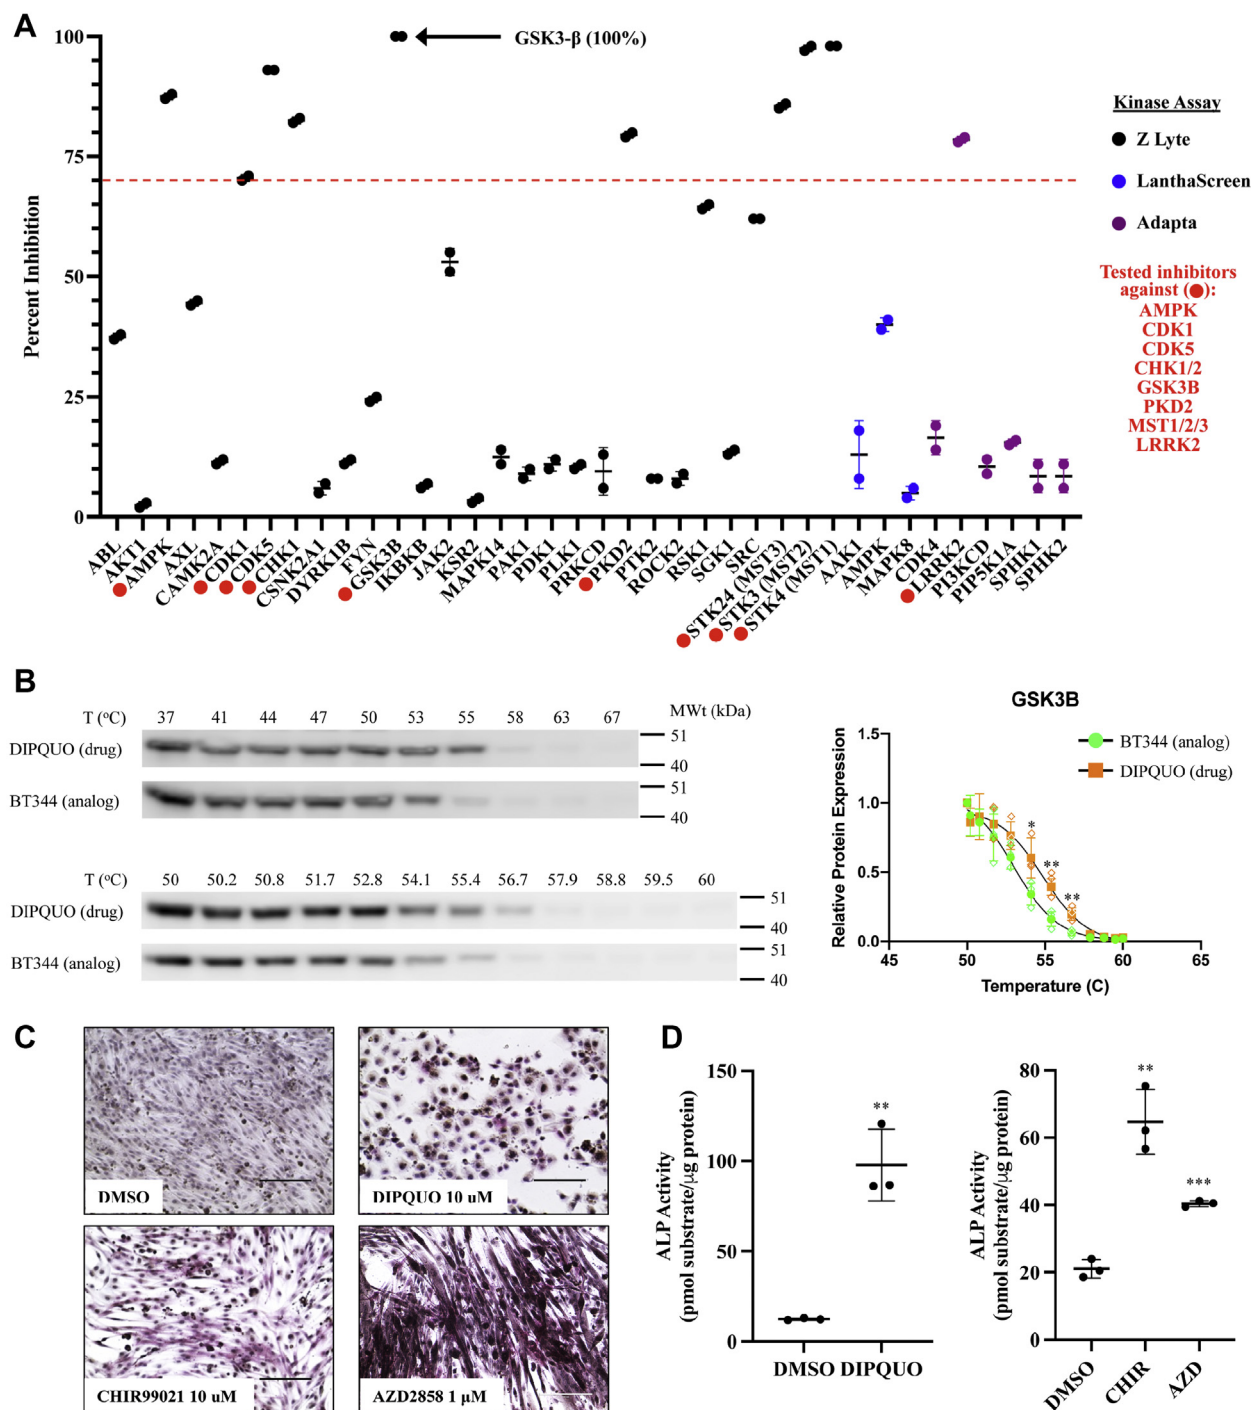 A
100
75
50
25
0
Percent Inhibition
GSK3-β (100%)
Kinase Assay
Z Lyte
LanthaScreen
Adapta
Tested inhibitors
against (●):
AMPK
CDK1
CDK5
CHK1/2
GSK3B
PKD2
MST1/2/3
LRRK2
ABL
AKT1
AMPK
AXL
CAMK2A
CDK1
CDK5
CHK1
CSNK2A1
DYRK1B
FYN
GSK3B
IKBKB
JAK2
KSR2
MAPK14
PAK1
PDK1
PLK1
PRKCD
PKD2
PTK2
ROCK2
RSK1
SGK1
SRC
STK24 (MST3)
STK3 (MST2)
STK4 (MST1)
AAK1
AMPK
MAPK8
CDK4
LRRK2
PI3KCD
PIP5K1A
SPHK1
SPHK2
B
T (°C) 37 41 44 47 50 53 55 58 63 67 MWt (kDa)
DIPQUO (drug) 51
40
BT344 (analog) 51
40
T (°C) 50 50.2 50.8 51.7 52.8 54.1 55.4 56.7 57.9 58.8 59.5 60
DIPQUO (drug) 51
40
BT344 (analog) 51
40
GSK3B
Relative Protein Expression
1.5
1.0
0.5
0.0
BT344 (analog)
DIPQUO (drug)
*
**
**
45 50 55 60 65
Temperature (C)
C
DMSO
DIPQUO 10 uM
CHIR99021 10 uM
AZD2858 1 μM
D
ALP Activity
(pmol substrate/μg protein)
150
100
50
0
**
DMSO DIPQUO
ALP Activity
(pmol substrate/μg protein)
80
60
40
20
0
**
***
DMSO
CHIR
AZD